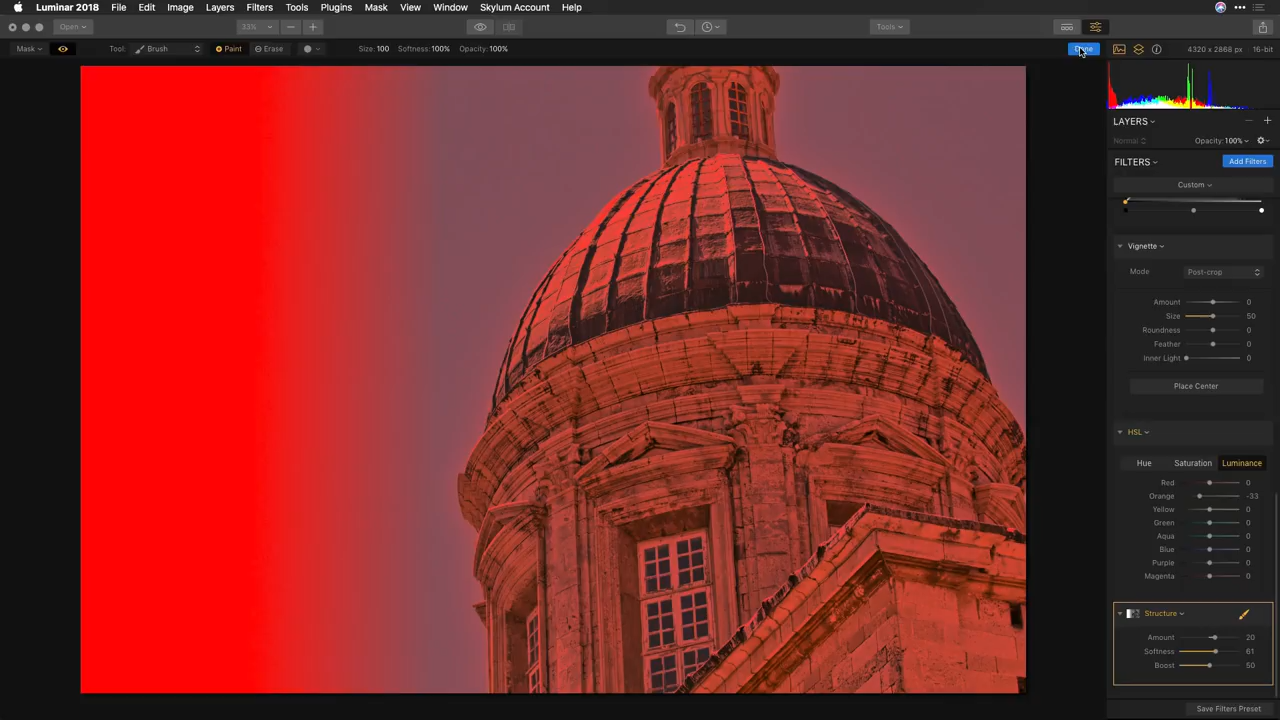 Luminar 2018 File Edit Image Layers Filters Tools Plugins Mask View Window Skylum Account Help
Open 33% Tools
Mask Tool: Brush Paint Erase Size: 100 Softness: 100% Opacity: 100% 4320 x 2868 px 16-bit
LAYERS
Normal Opacity: 100%
FILTERS Add Filters
Custom
Vignette
Mode Post-crop
Amount 0
Size 50
Roundness 0
Feather 0
Inner Light 0
Place Center
HSL
Hue Saturation Luminance
Red 0
Orange -33
Yellow 0
Green 0
Aqua 0
Blue 0
Purple 0
Magenta 0
Structure
Amount 20
Softness 61
Boost 50
Save Filters Preset